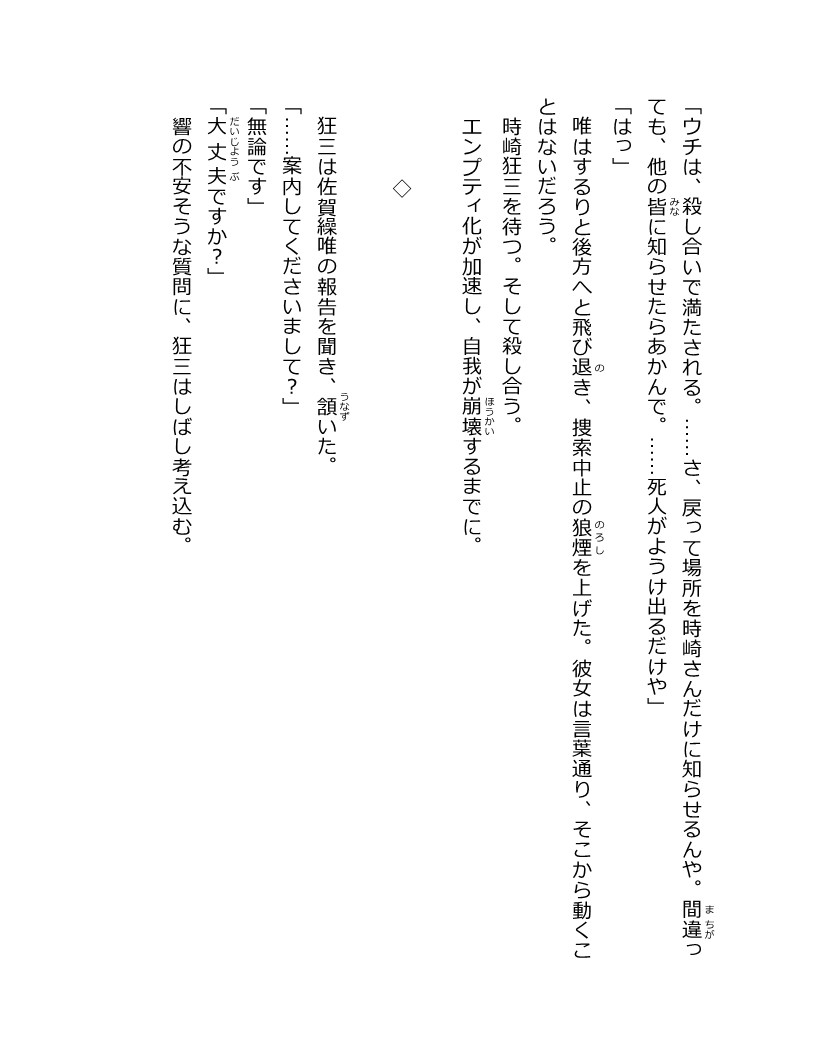 「ウチは、殺し合いで満たされる。……さ、戻って場所を時崎さんだけに知らせるんや。間違っ
ても、他の皆に知らせたらあかんで。……死人がようけ出るだけや」
「はっ」
唯はするりと後方へと飛び退き、捜索中止の狼煙を上げた。彼女は言葉通り、そこから動くこ
とはないだろう。
時崎狂三を待つ。そして殺し合う。
エンプティ化が加速し、自我が崩壊するまでに。
◇
狂三は佐賀繰唯の報告を聞き、頷いた。
「……案内してくださいまして？」
「無論です」
「大丈夫ですか？」
響の不安そうな質問に、狂三はしばし考え込む。